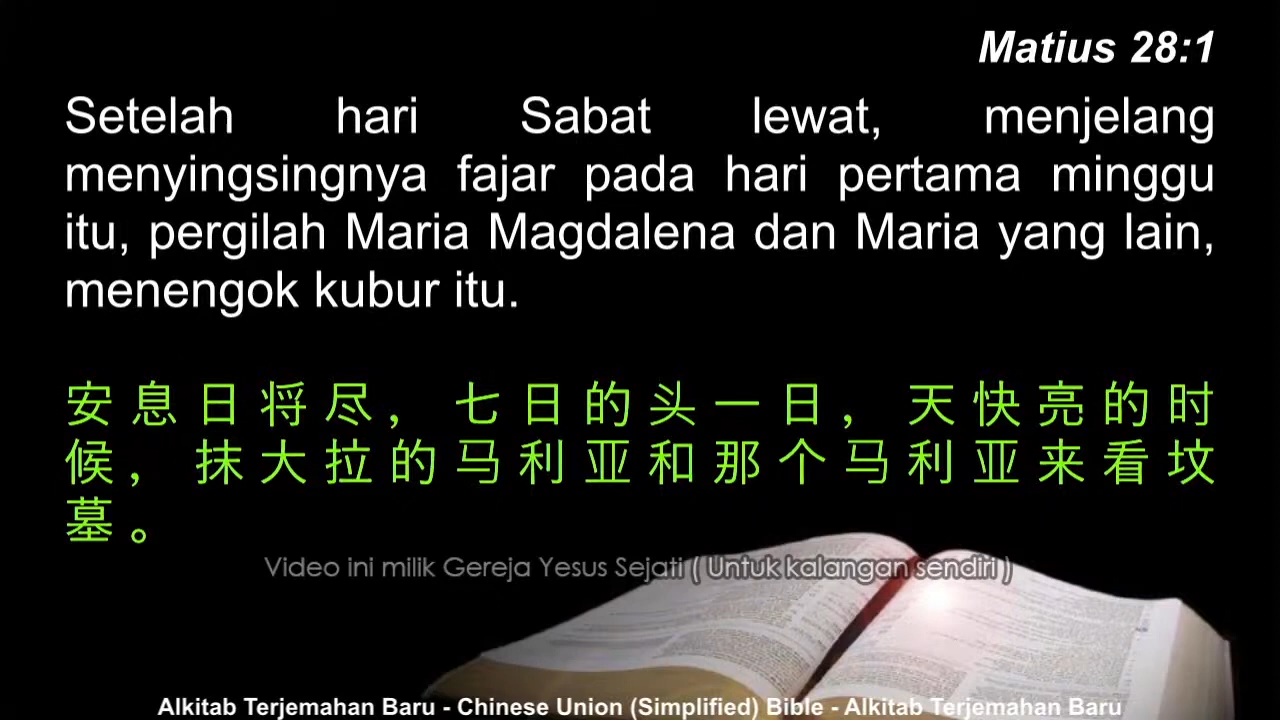 Matius 28:1
Setelah hari Sabat lewat, menjelang
menyingsingnya fajar pada hari pertama minggu
itu, pergilah Maria Magdalena dan Maria yang lain,
menengok kubur itu.
安息日将尽，七日的头一日，天快亮的时
候，抹大拉的马利亚和那个马利亚来看坟
墓。
Video ini milik Gereja Yesus Sejati ( Untuk kalangan sendiri )
Alkitab Terjemahan Baru - Chinese Union (Simplified) Bible - Alkitab Terjemahan Baru